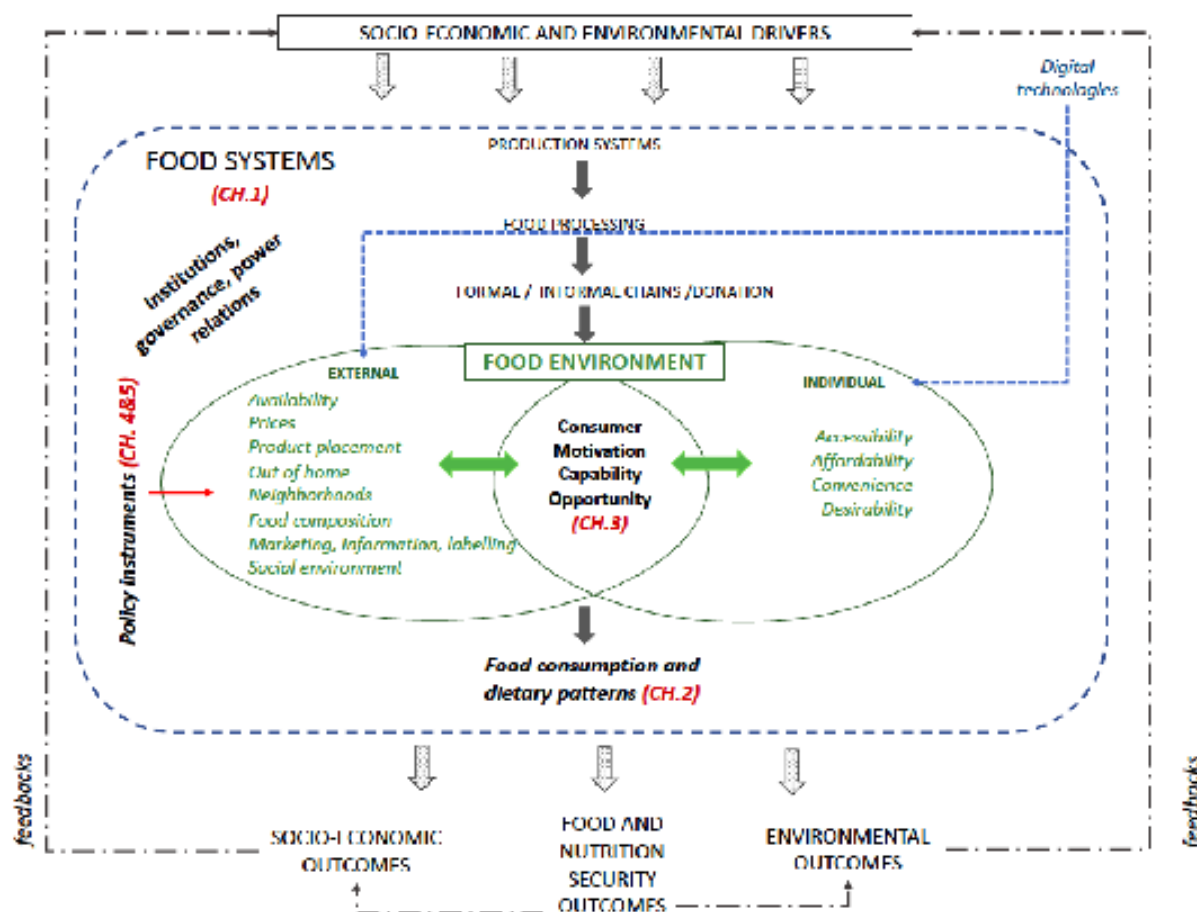 SOCIO-ECONOMIC AND ENVIRONMENTAL DRIVERS
Digital
technologies
PRODUCTION SYSTEMS
FOOD SYSTEMS
(CH.1)
FOOD PROCESSING
Institutions,
governance, power
relations
FORMAL / INFORMAL CHAINS /DONATION
FOOD ENVIRONMENT
EXTERNAL
Availability
Prices
Product placement
Out of home
Neighborhoods
Food composition
Marketing, information, labelling
Social environment
Consumer
Motivation
Capability
Opportunity
(CH.3)
INDIVIDUAL
Accessibility
Affordability
Convenience
Desirability
Policy instruments (CH. 4&5)
Food consumption and
dietary patterns (CH.2)
feedbacks
feedbacks
SOCIO-ECONOMIC
OUTCOMES
FOOD AND
NUTRITION
SECURITY
OUTCOMES
ENVIRONMENTAL
OUTCOMES